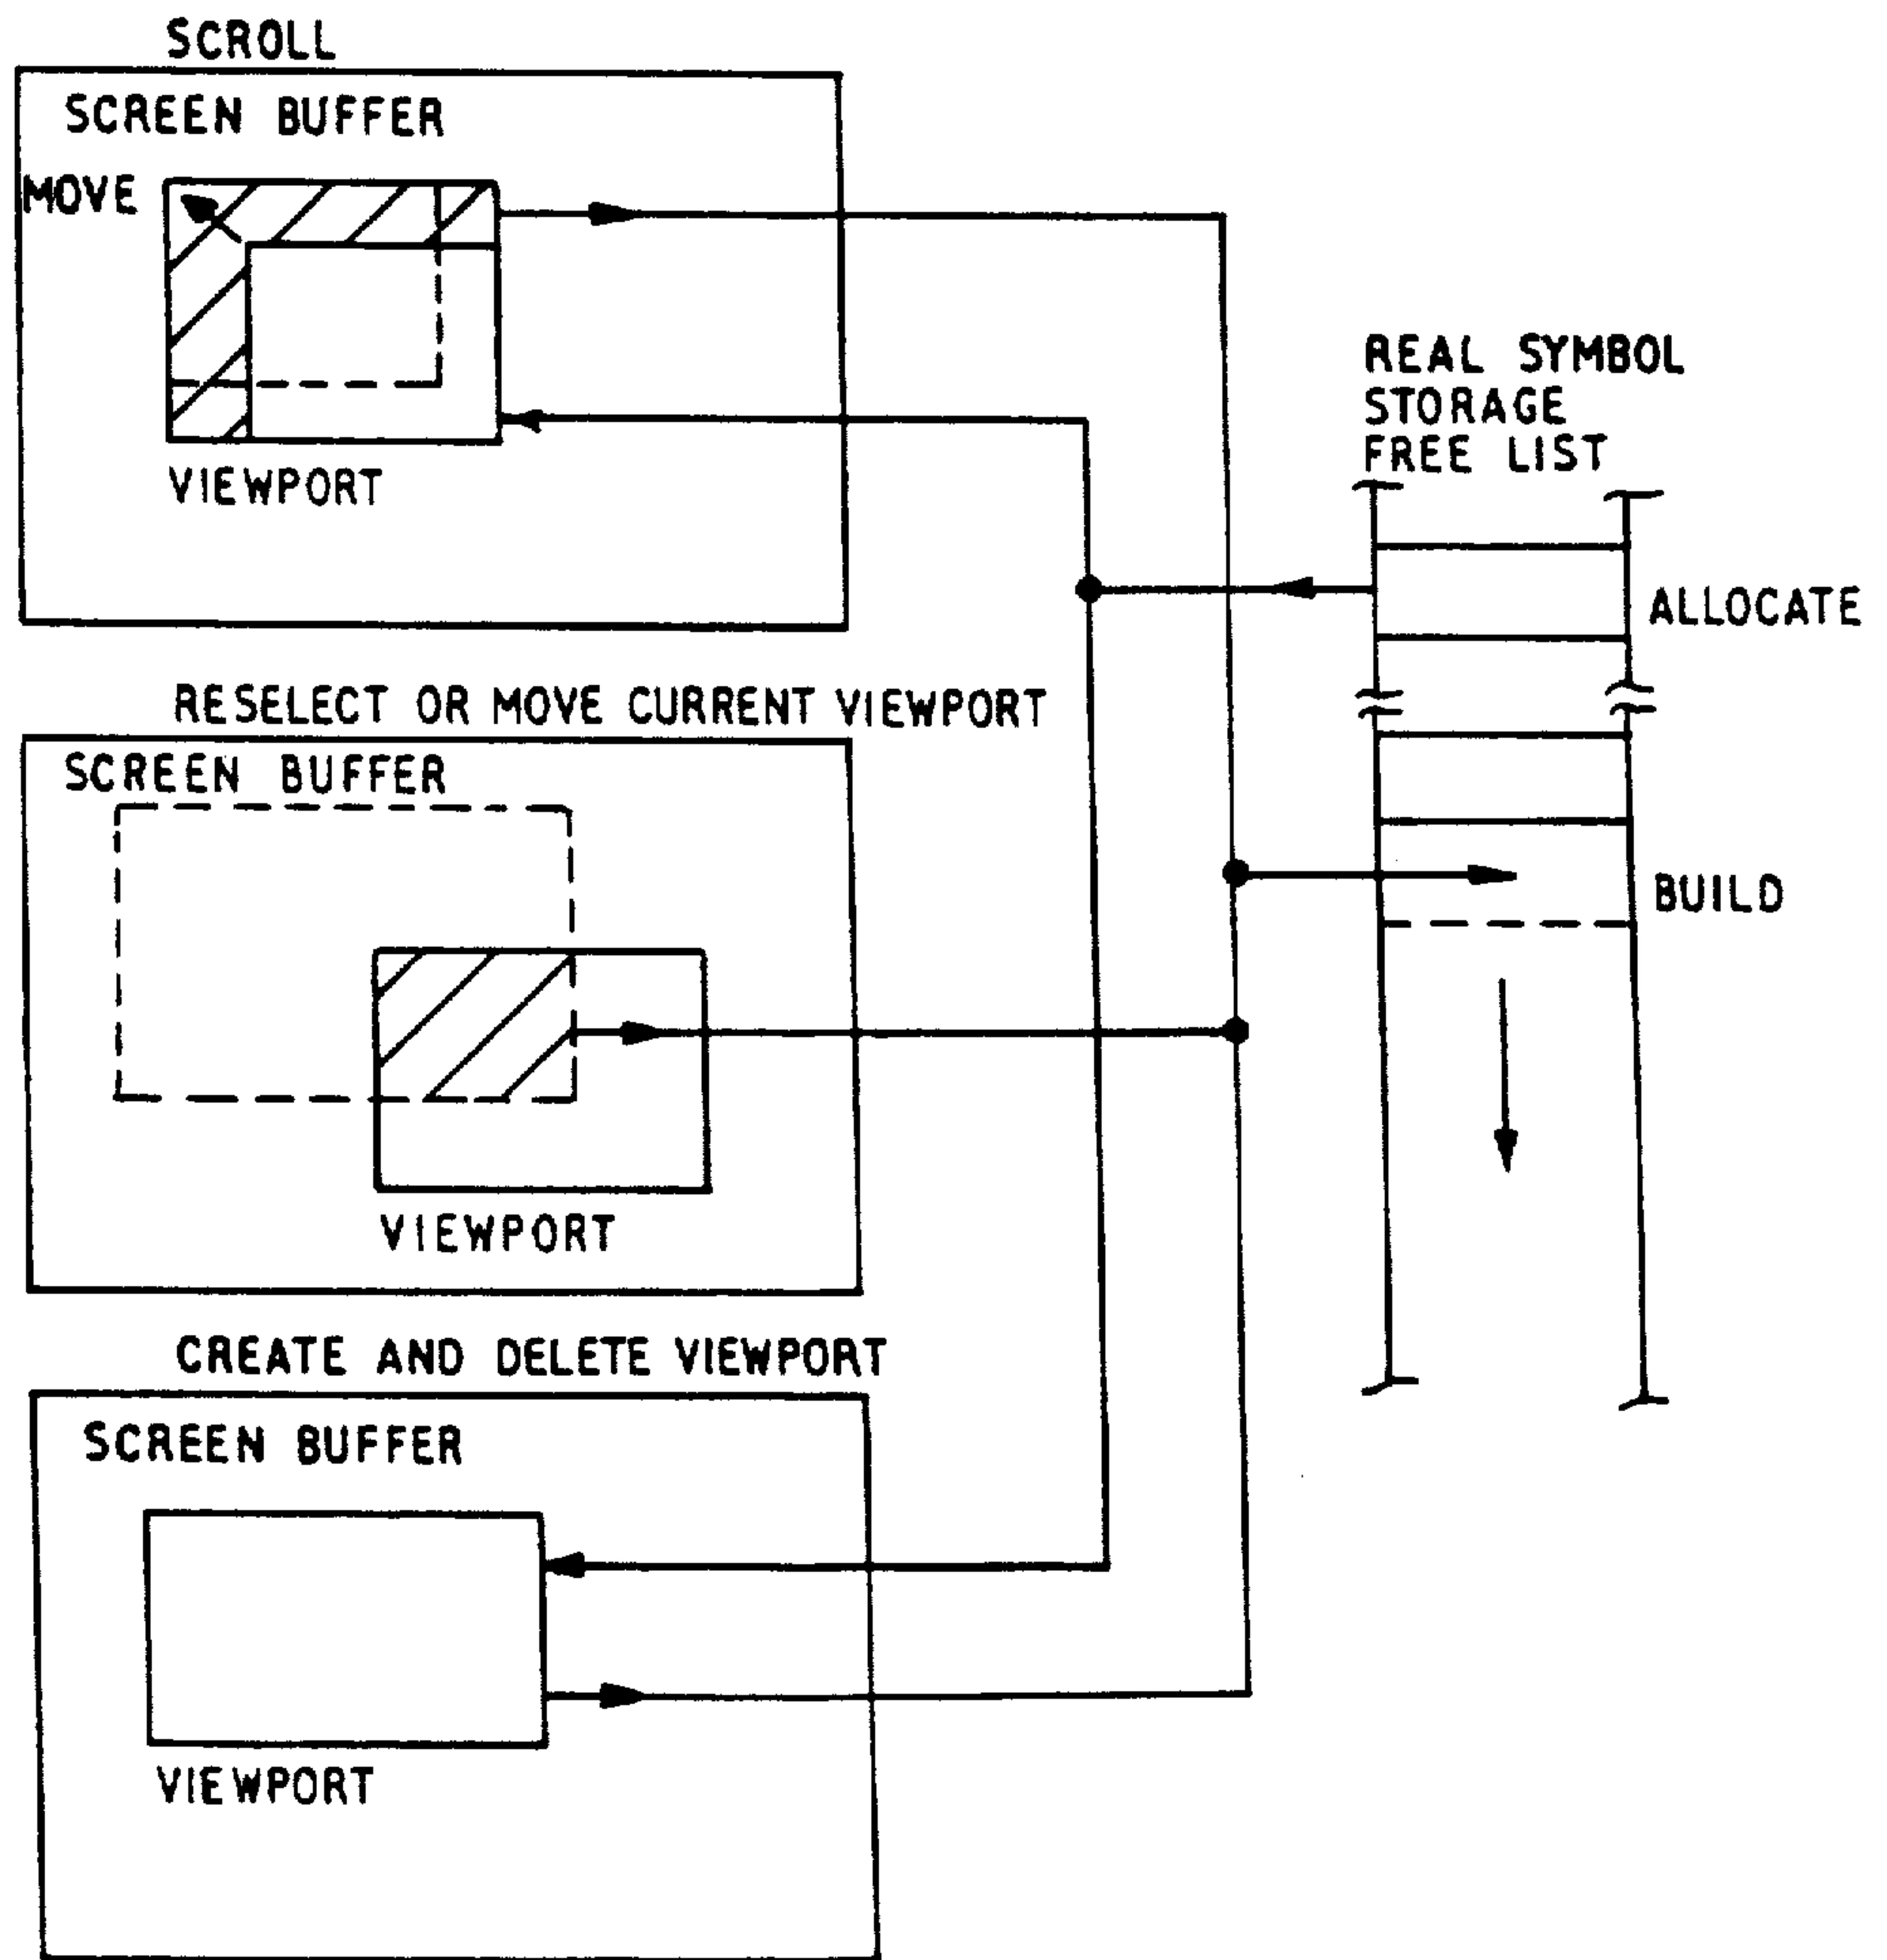 SCROLL
SCREEN BUFFER
MOVE
VIEWPORT
REAL SYMBOL
STORAGE
FREE LIST
ALLOCATE
RESELECT OR MOVE CURRENT VIEWPORT
SCREEN BUFFER
BUILD
VIEWPORT
CREATE AND DELETE VIEWPORT
SCREEN BUFFER
VIEWPORT